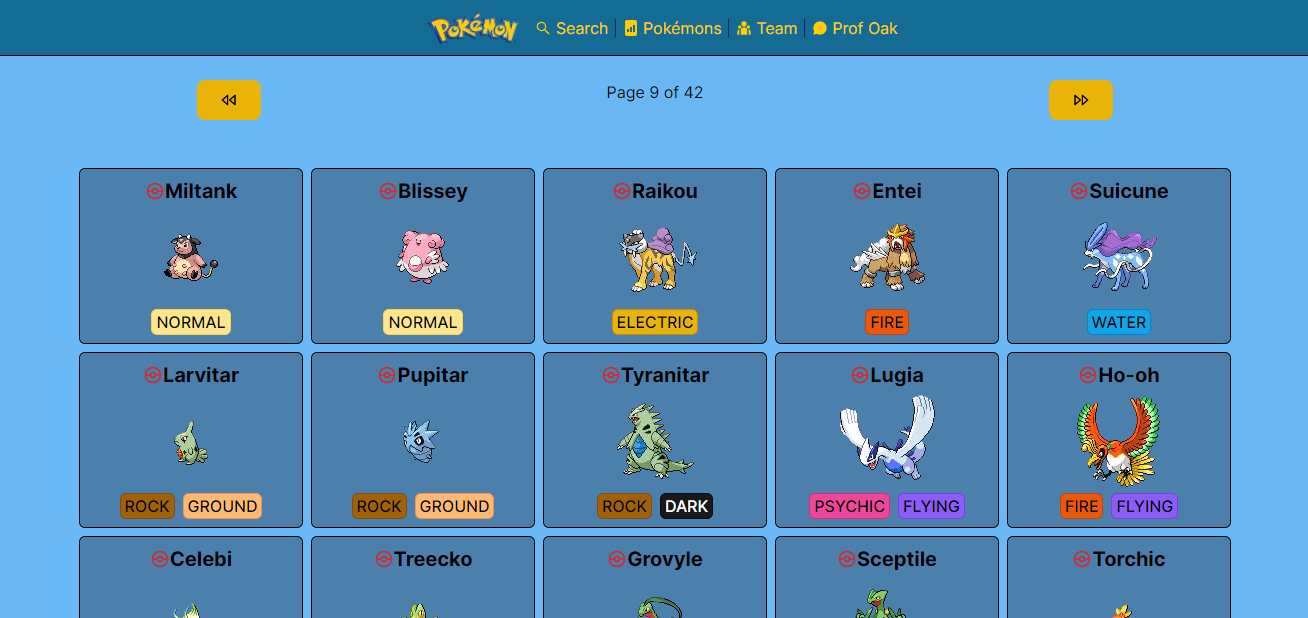 POKéMON Search Pokémons Team Prof Oak
Page 9 of 42
Miltank Blissey Raikou Entei Suicune
NORMAL NORMAL ELECTRIC FIRE WATER
Larvitar Pupitar Tyranitar Lugia Ho-oh
ROCK GROUND ROCK GROUND ROCK DARK PSYCHIC FLYING FIRE FLYING
Celebi Treecko Grovyle Sceptile Torchic